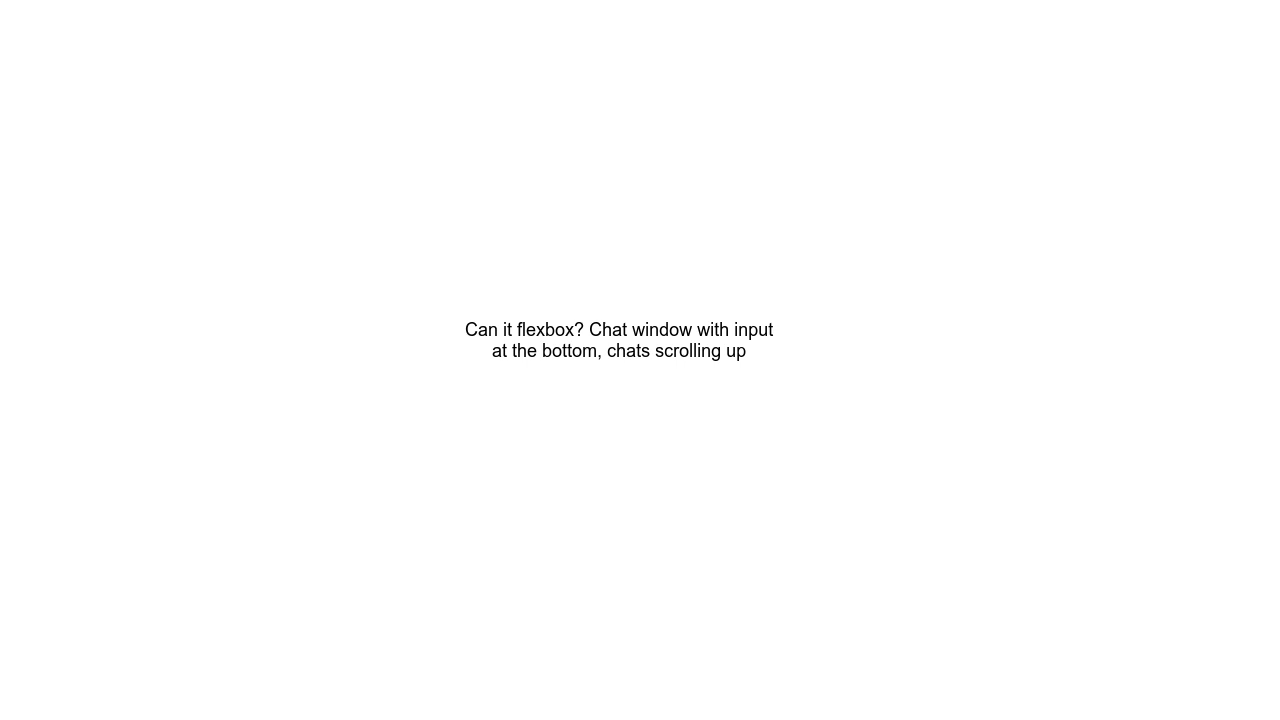 Can it flexbox? Chat window with input
at the bottom, chats scrolling up